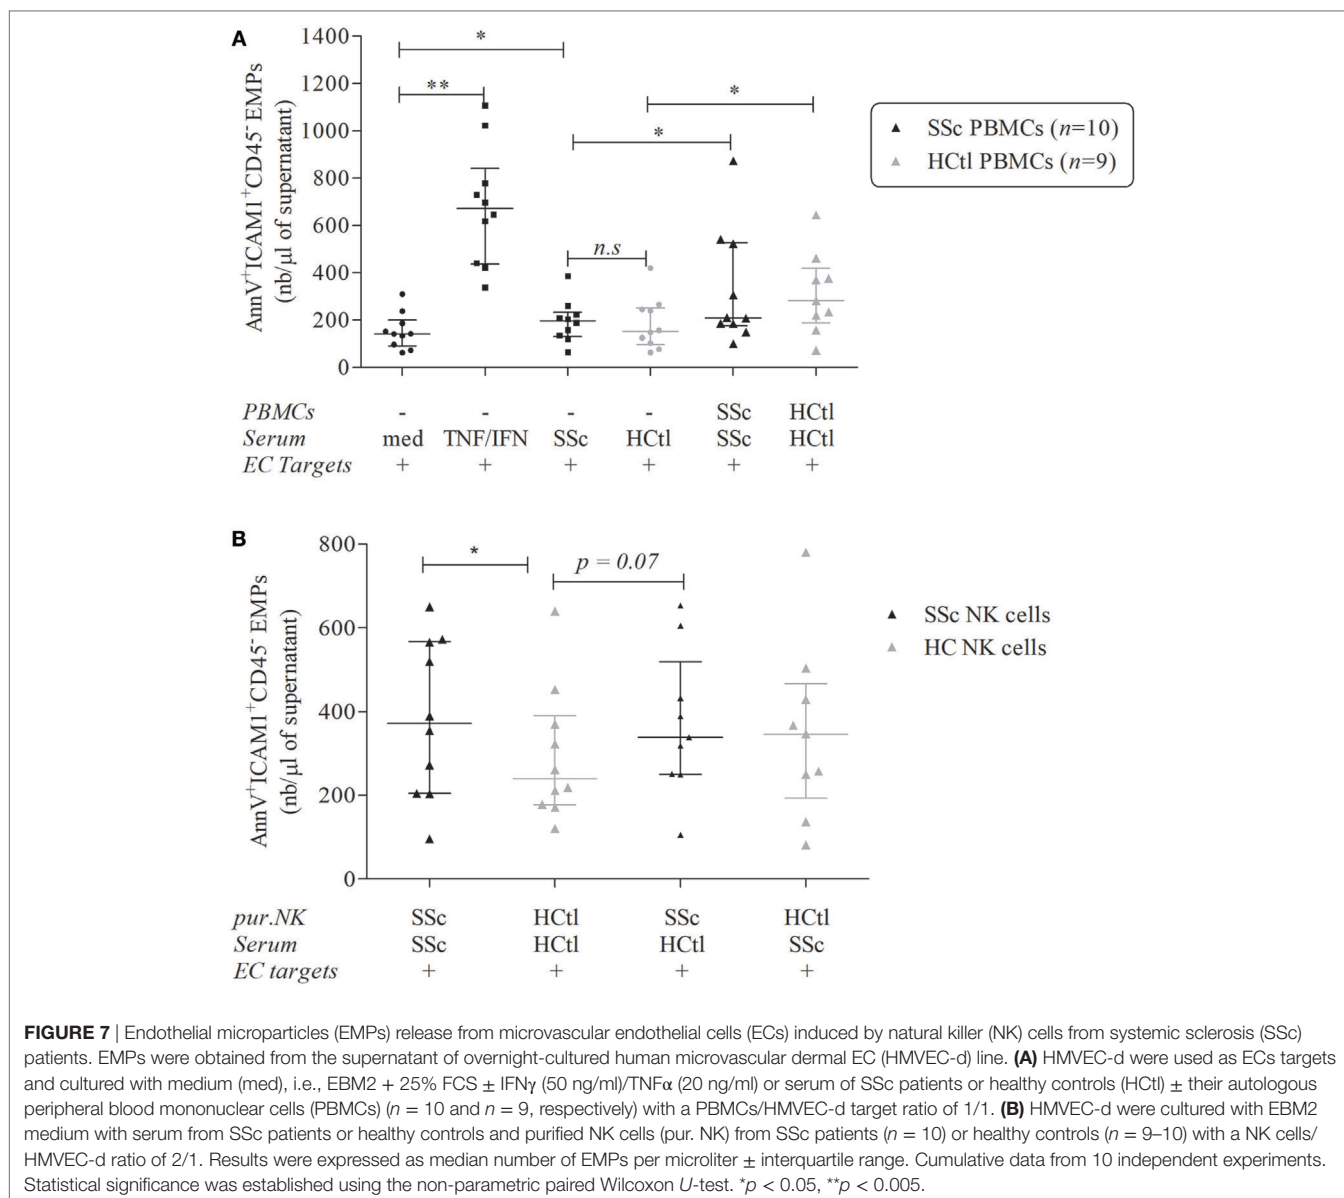 A
AnnV⁺ICAM1⁺CD45⁻ EMPs
(nb/µl of supernatant)
1400
1200
1000
800
600
400
200
0
*
**
*
*
n.s
SSc PBMCs (n=10)
HCtl PBMCs (n=9)
PBMCs - - - - SSc HCtl
Serum med TNF/IFN SSc HCtl SSc HCtl
EC Targets + + + + + +
B
AnnV⁺ICAM1⁺CD45⁻ EMPs
(nb/µl of supernatant)
800
600
400
200
0
*
p = 0.07
SSc NK cells
HC NK cells
pur.NK SSc HCtl SSc HCtl
Serum SSc HCtl HCtl SSc
EC targets + + + +
FIGURE 7 | Endothelial microparticles (EMPs) release from microvascular endothelial cells (ECs) induced by natural killer (NK) cells from systemic sclerosis (SSc)
patients. EMPs were obtained from the supernatant of overnight-cultured human microvascular dermal EC (HMVEC-d) line. (A) HMVEC-d were used as ECs targets
and cultured with medium (med), i.e., EBM2 + 25% FCS ± IFNγ (50 ng/ml)/TNFα (20 ng/ml) or serum of SSc patients or healthy controls (HCtl) ± their autologous
peripheral blood mononuclear cells (PBMCs) (n = 10 and n = 9, respectively) with a PBMCs/HMVEC-d target ratio of 1/1. (B) HMVEC-d were cultured with EBM2
medium with serum from SSc patients or healthy controls and purified NK cells (pur. NK) from SSc patients (n = 10) or healthy controls (n = 9–10) with a NK cells/
HMVEC-d ratio of 2/1. Results were expressed as median number of EMPs per microliter ± interquartile range. Cumulative data from 10 independent experiments.
Statistical significance was established using the non-parametric paired Wilcoxon U-test. *p < 0.05, **p < 0.005.